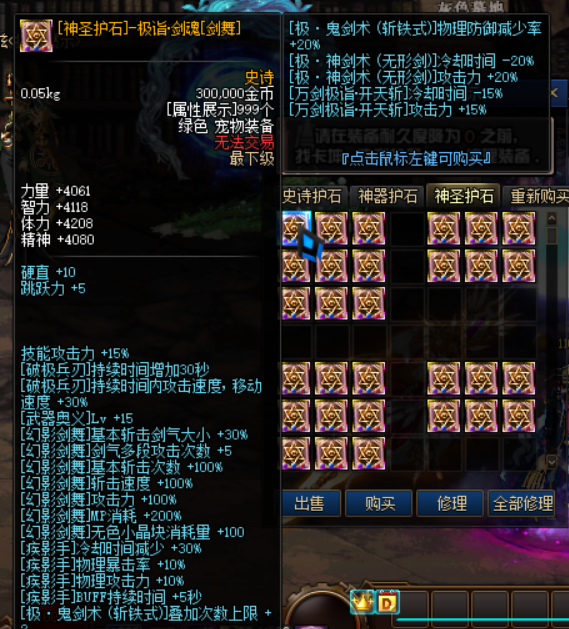 [神圣护石]-极诣·剑魂[剑舞]
史诗
0.05kg
300,000金币
[属性展示]999个
绿色 宠物装备
无法交易
最下级
力量 +4061
智力 +4118
体力 +4208
精神 +4080
硬直 +10
跳跃力 +5
技能攻击力 +15%
[破极兵刃]持续时间增加30秒
[破极兵刃]持续时间内攻击速度, 移动
速度 +30%
[武器奥义]Lv +15
[幻影剑舞]基本斩击剑气大小 +30%
[幻影剑舞]剑气多段攻击次数 +5
[幻影剑舞]基本斩击次数 +100%
[幻影剑舞]斩击速度 +100%
[幻影剑舞]攻击力 +100%
[幻影剑舞]MP消耗 +200%
[幻影剑舞]无色小晶块消耗量 +100
[疾影手]冷却时间减少 +30%
[疾影手]物理暴击率 +10%
[疾影手]物理攻击力 +10%
[疾影手]BUFF持续时间 +5秒
[极·鬼剑术 (斩铁式)]叠加次数上限 +
[极·鬼剑术 (斩铁式)]物理防御减少率
+20%
[极·神剑术 (无形剑)]冷却时间 -20%
[极·神剑术 (无形剑)]攻击力 +20%
[万剑极诣·开天斩]冷却时间 -15%
[万剑极诣·开天斩]攻击力 +15%
请在装备耐久度降为 0 之前,
『点击鼠标左键可购买』
史诗护石
神器护石
神圣护石
重新购买
出售
购买
修理
全部修理
D